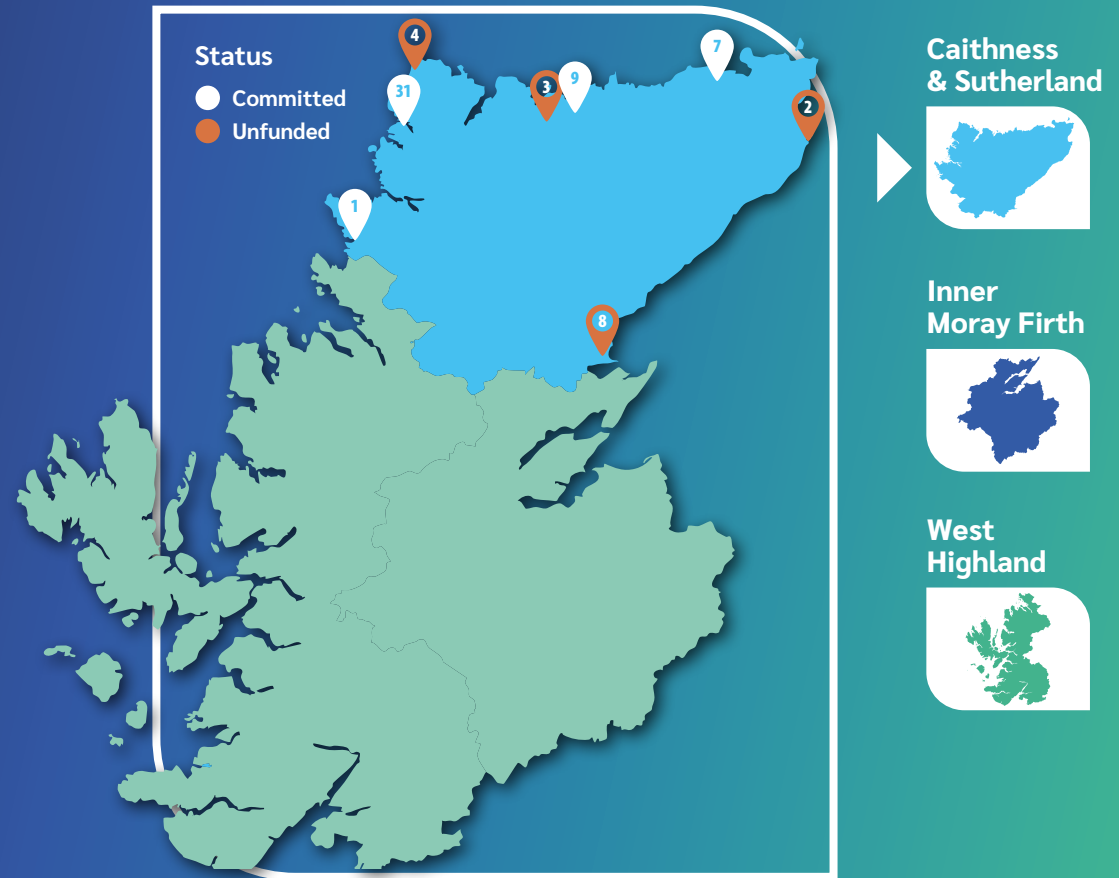 Status
Committed
Unfunded
4
31
3
9
7
2
1
8
Caithness
& Sutherland
Inner
Moray Firth
West
Highland